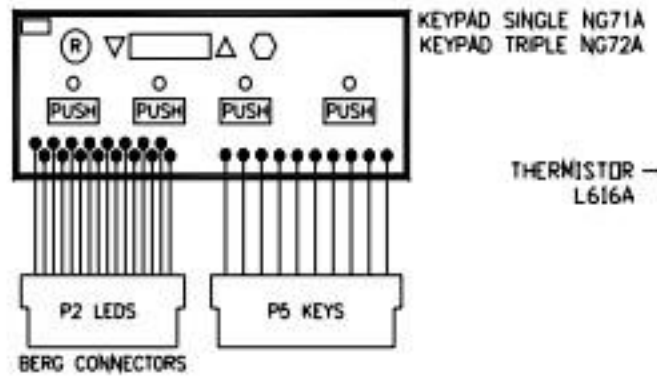 KEYPAD SINGLE NG71A
KEYPAD TRIPLE NG72A
R
PUSH PUSH PUSH PUSH
THERMISTOR
L616A
P2 LEDS P5 KEYS
BERG CONNECTORS